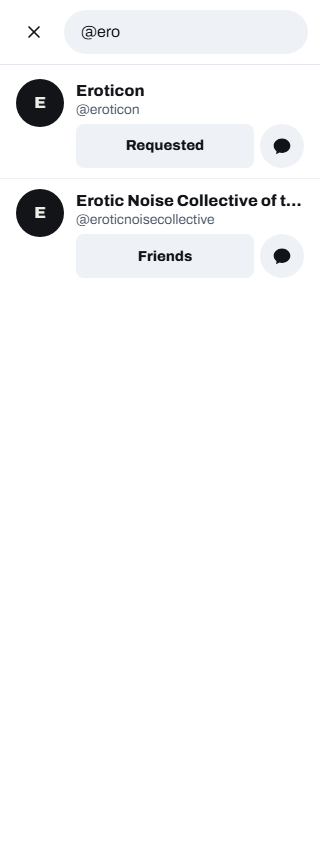 @ero
E
Eroticon
@eroticon
Requested
E
Erotic Noise Collective of t...
@eroticnoisecollective
Friends